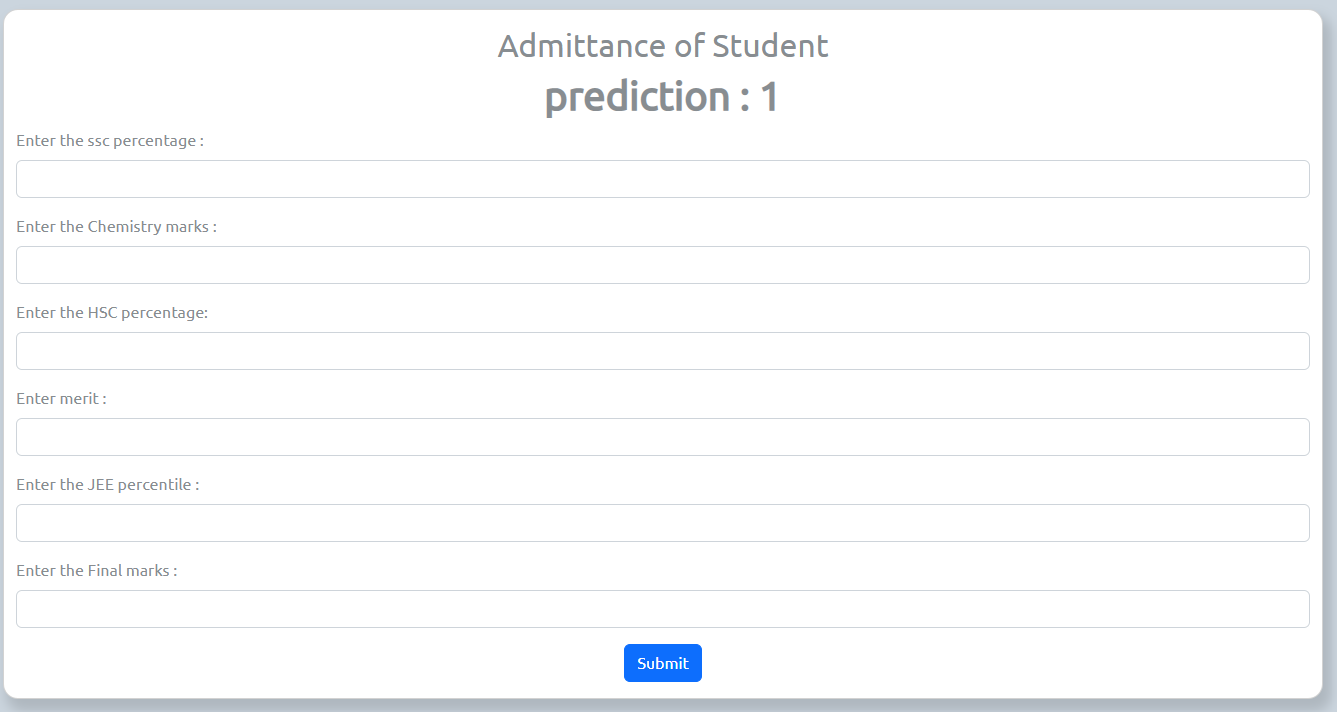 Admittance of Student
prediction : 1
Enter the ssc percentage :
Enter the Chemistry marks :
Enter the HSC percentage:
Enter merit :
Enter the JEE percentile :
Enter the Final marks :
Submit